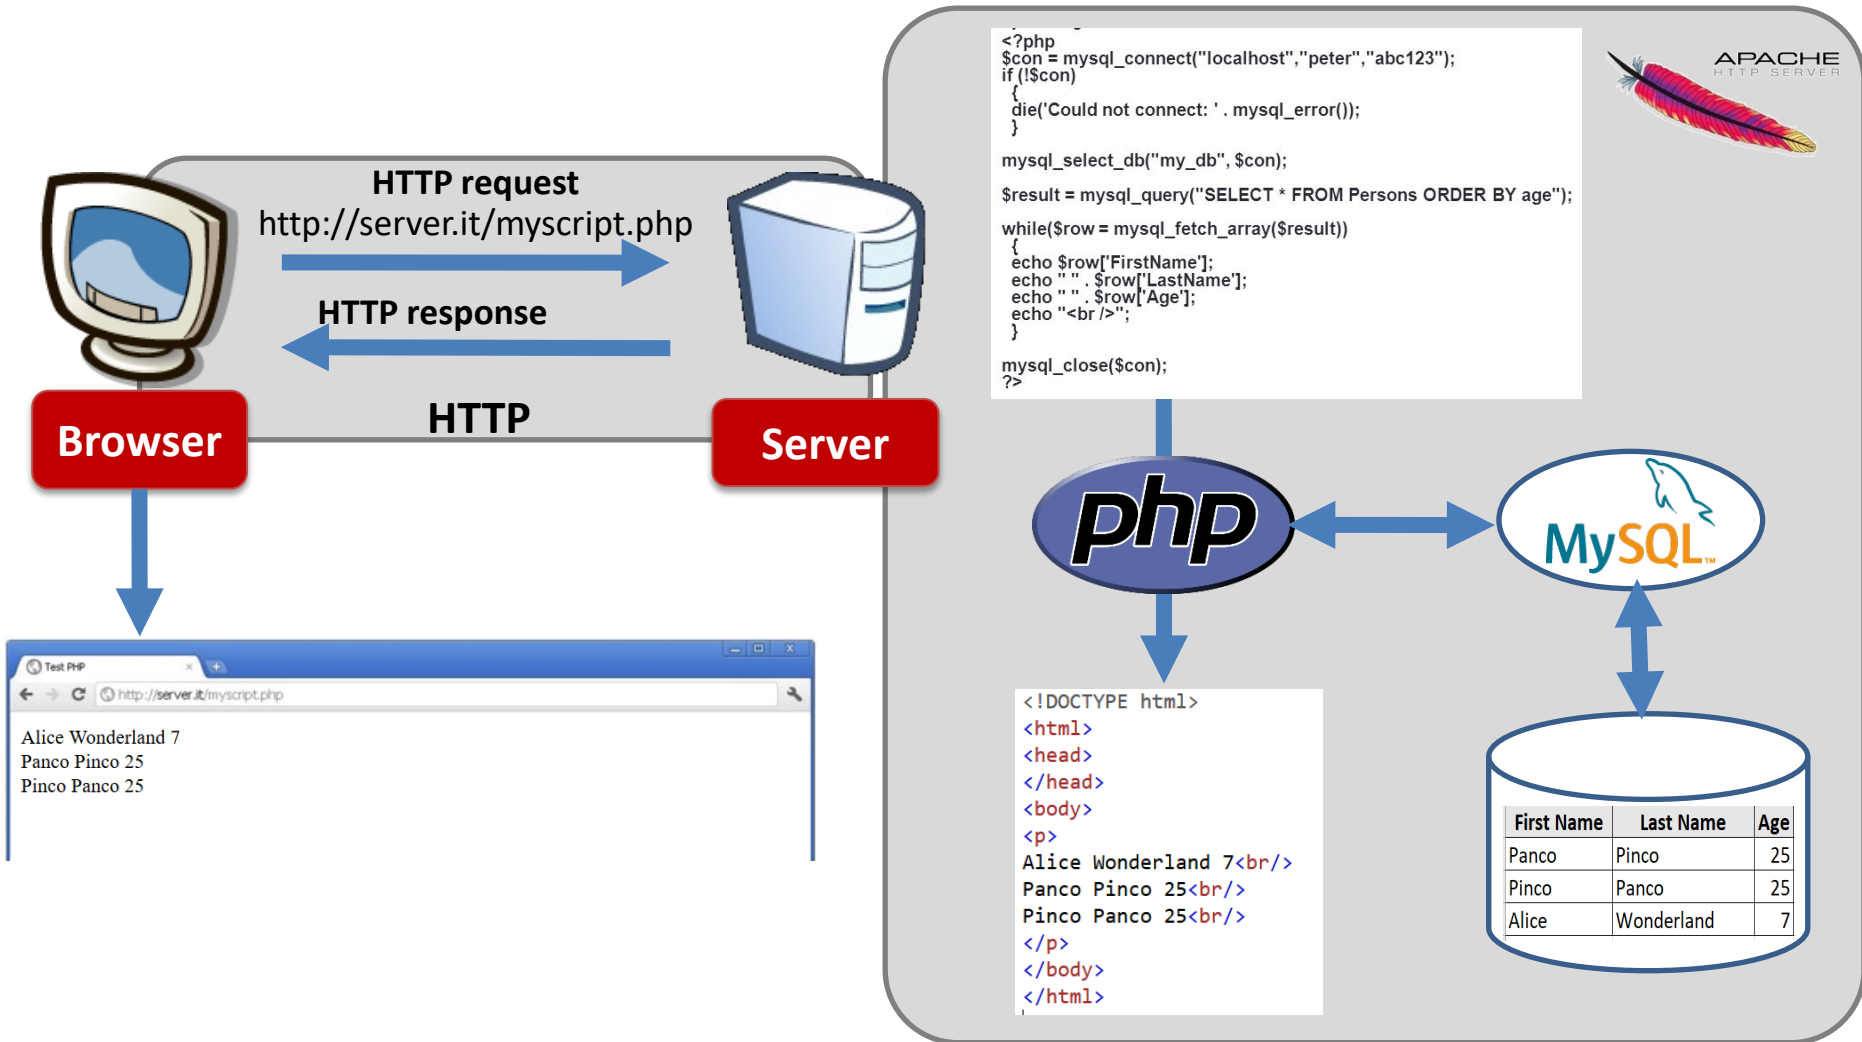 HTTP request
http://server.it/myscript.php
HTTP response
HTTP
Browser
Server
Test PHP
http://server.it/myscript.php
Alice Wonderland 7
Panco Pinco 25
Pinco Panco 25
APACHE
HTTP SERVER
<?php
$con = mysql_connect("localhost","peter","abc123");
if (!$con)
{
die('Could not connect: ' . mysql_error());
}
mysql_select_db("my_db", $con);
$result = mysql_query("SELECT * FROM Persons ORDER BY age");
while($row = mysql_fetch_array($result))
{
echo $row['FirstName'];
echo " " . $row['LastName'];
echo " " . $row['Age'];
echo "<br />";
}
mysql_close($con);
?>
php
MySQL™
<!DOCTYPE html>
<html>
<head>
</head>
<body>
<p>
Alice Wonderland 7<br/>
Panco Pinco 25<br/>
Pinco Panco 25<br/>
</p>
</body>
</html>
First Name Last Name Age
Panco Pinco 25
Pinco Panco 25
Alice Wonderland 7